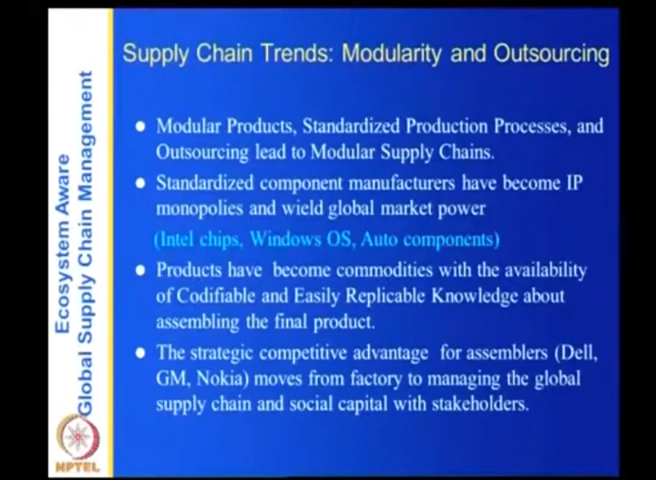 Supply Chain Trends: Modularity and Outsourcing
Modular Products, Standardized Production Processes, and
Outsourcing lead to Modular Supply Chains.
Standardized component manufacturers have become IP
monopolies and wield global market power
(Intel chips, Windows OS, Auto components)
Products have become commodities with the availability
of Codifiable and Easily Replicable Knowledge about
assembling the final product.
The strategic competitive advantage for assemblers (Dell,
GM, Nokia) moves from factory to managing the global
supply chain and social capital with stakeholders.
Ecosystem Aware
Global Supply Chain Management
NPTEL